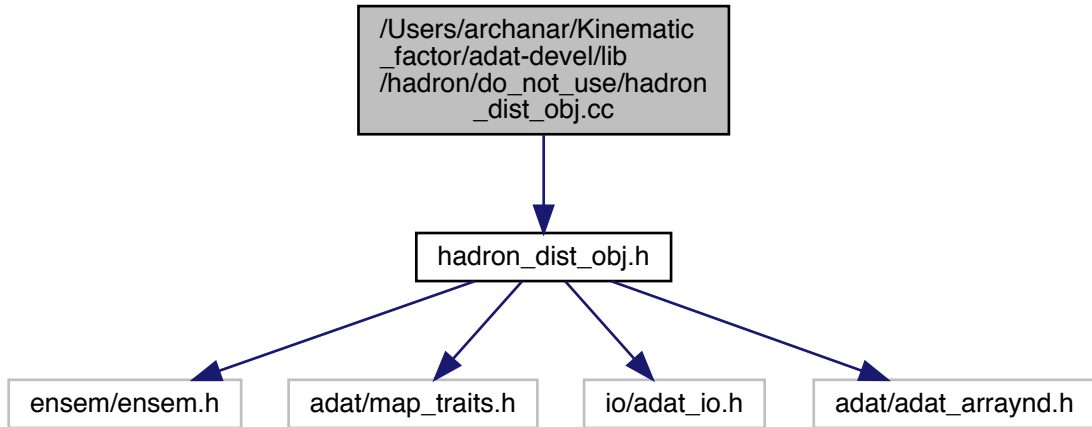 /Users/archanar/Kinematic
_factor/adat-devel/lib
/hadron/do_not_use/hadron
_dist_obj.cc
hadron_dist_obj.h
ensem/ensem.h
adat/map_traits.h
io/adat_io.h
adat/adat_arraynd.h